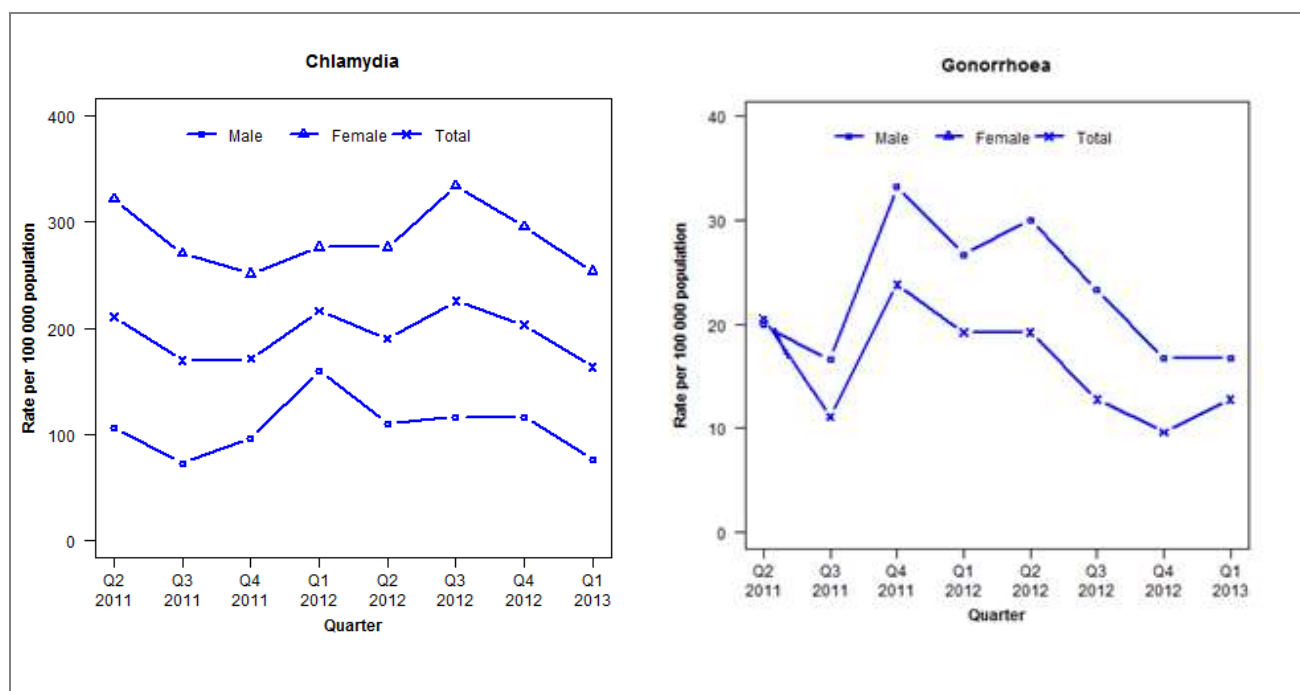 Chlamydia
400
300
200
100
0
Rate per 100 000 population
Male Female Total
Q2 Q3 Q4 Q1 Q2 Q3 Q4 Q1
2011 2011 2011 2012 2012 2012 2012 2013
Quarter
Gonorrhoea
40
30
20
10
0
Rate per 100 000 population
Male Female Total
Q2 Q3 Q4 Q1 Q2 Q3 Q4 Q1
2011 2011 2011 2012 2012 2012 2012 2013
Quarter